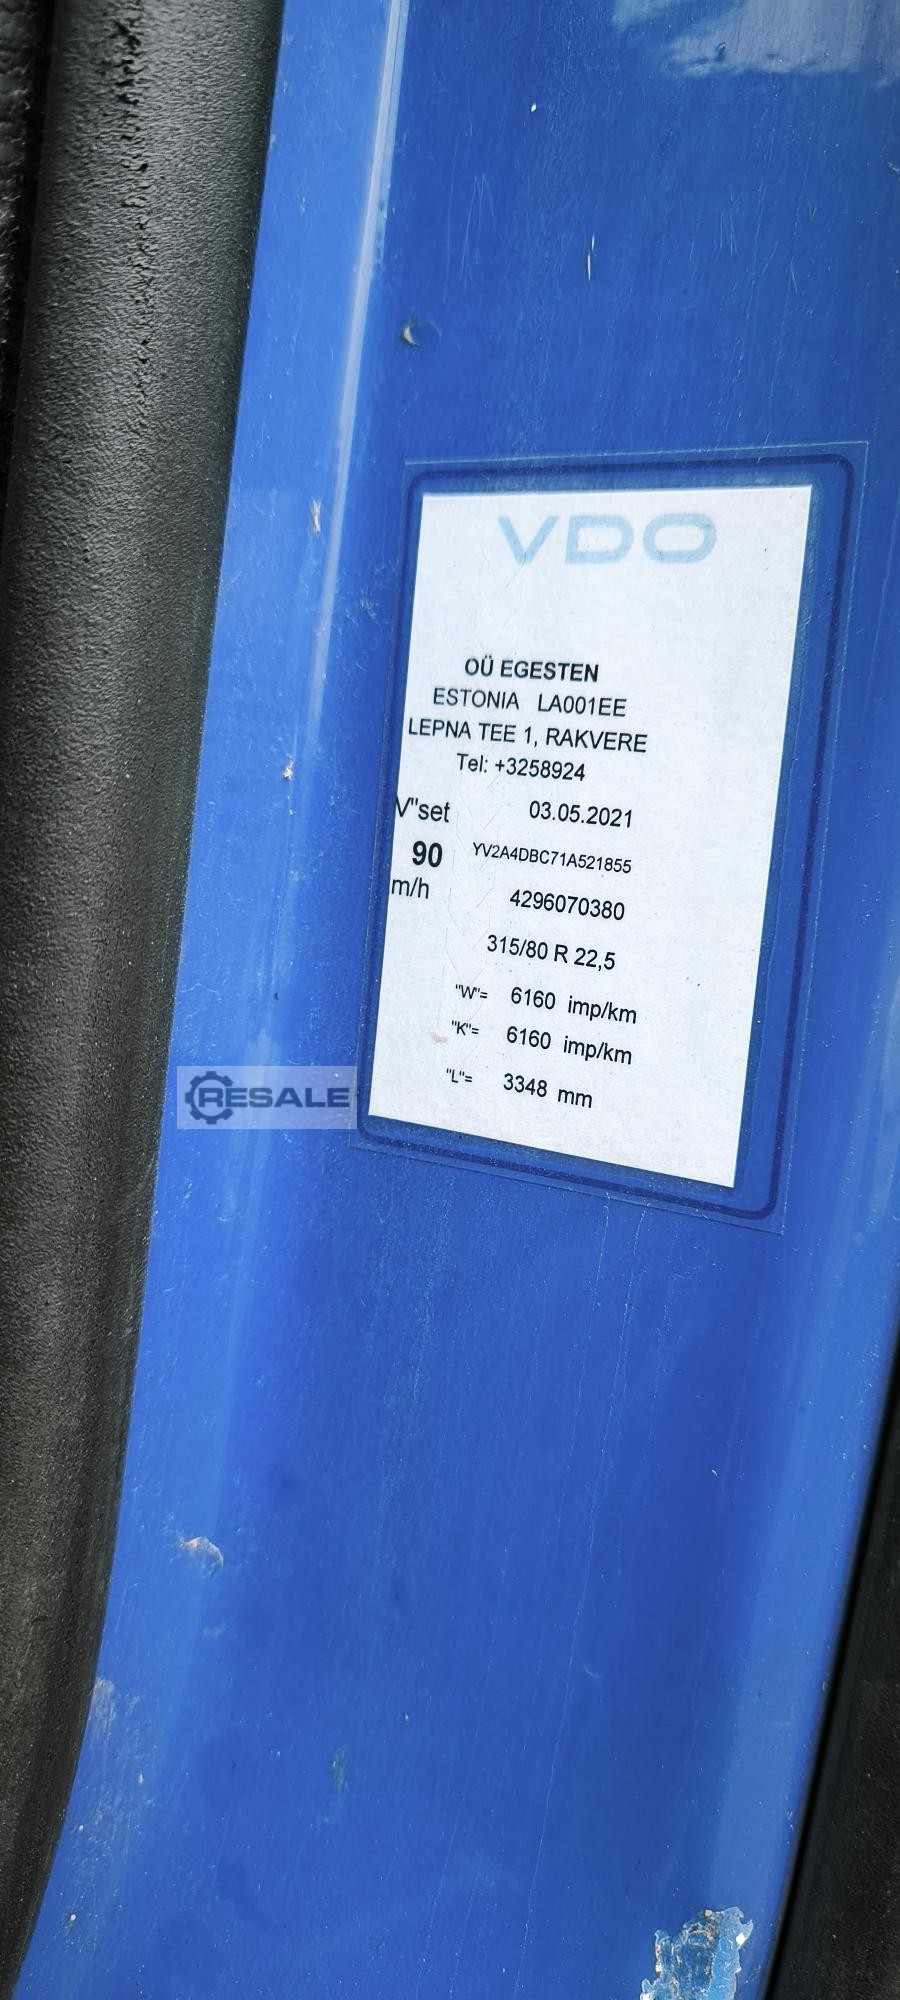 VDO
OÜ EGESTEN
ESTONIA LA001EE
LEPNA TEE 1, RAKVERE
Tel: +3258924
V"set 03.05.2021
90 YV2A4DBC71A521855
m/h 4296070380
315/80 R 22,5
"W"= 6160 imp/km
"K"= 6160 imp/km
"L"= 3348 mm
RESALE